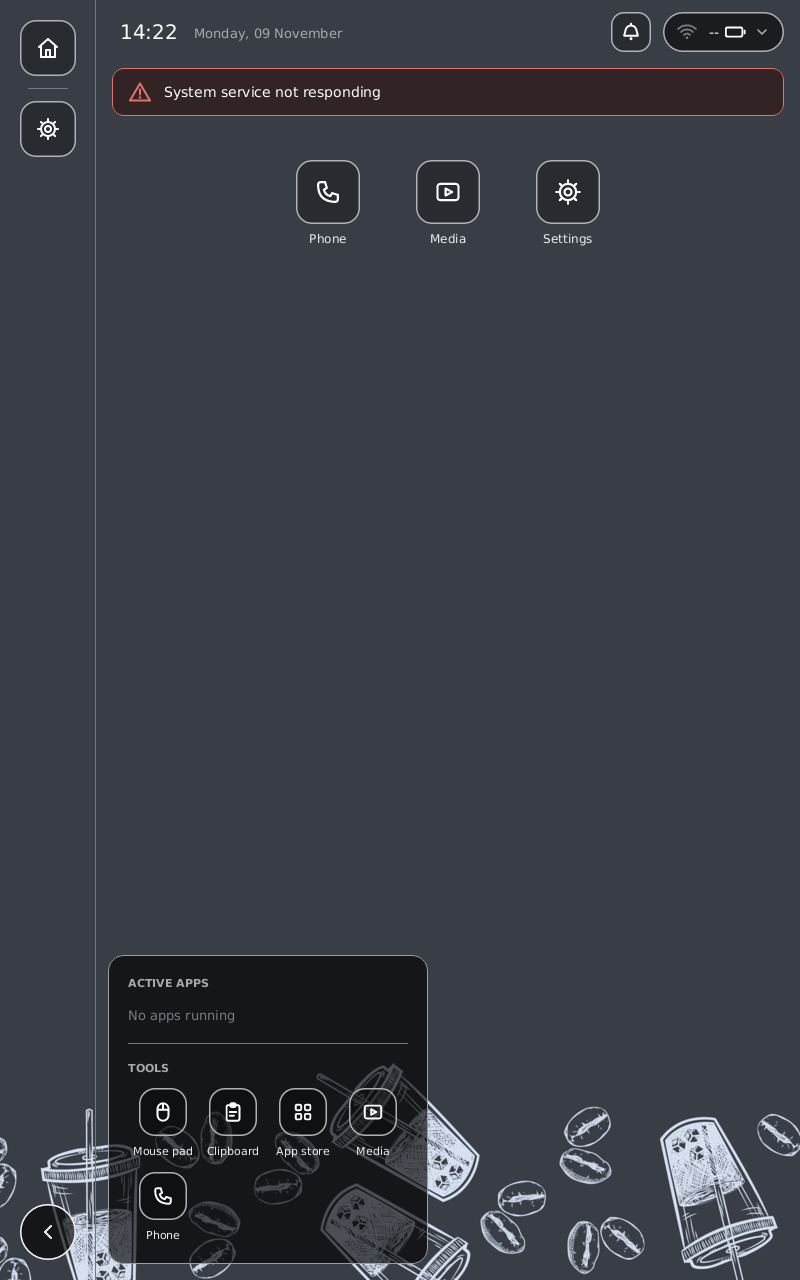 14:22 Monday, 09 November --
System service not responding
Phone Media Settings
ACTIVE APPS
No apps running
TOOLS
Mouse pad Clipboard App store Media
Phone